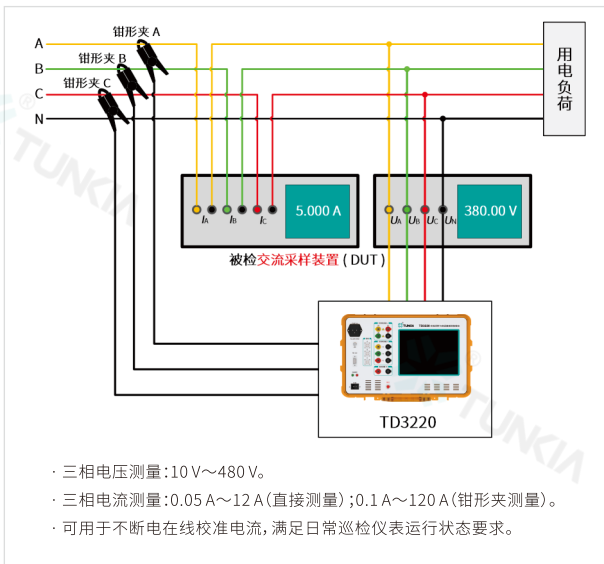 钳形夹 A
A
钳形夹 B
B
钳形夹 C
C
N
用电负荷
®
TUNKIA
IA
IB
IC
5.000 A
UA
UB
UC
UN
380.00 V
被检交流采样装置 ( DUT )
TUNKIA
TD3220
TUNKIA
· 三相电压测量:10 V～480 V。
· 三相电流测量:0.05 A～12 A(直接测量) ;0.1 A～120 A(钳形夹测量) 。
· 可用于不断电在线校准电流,满足日常巡检仪表运行状态要求。